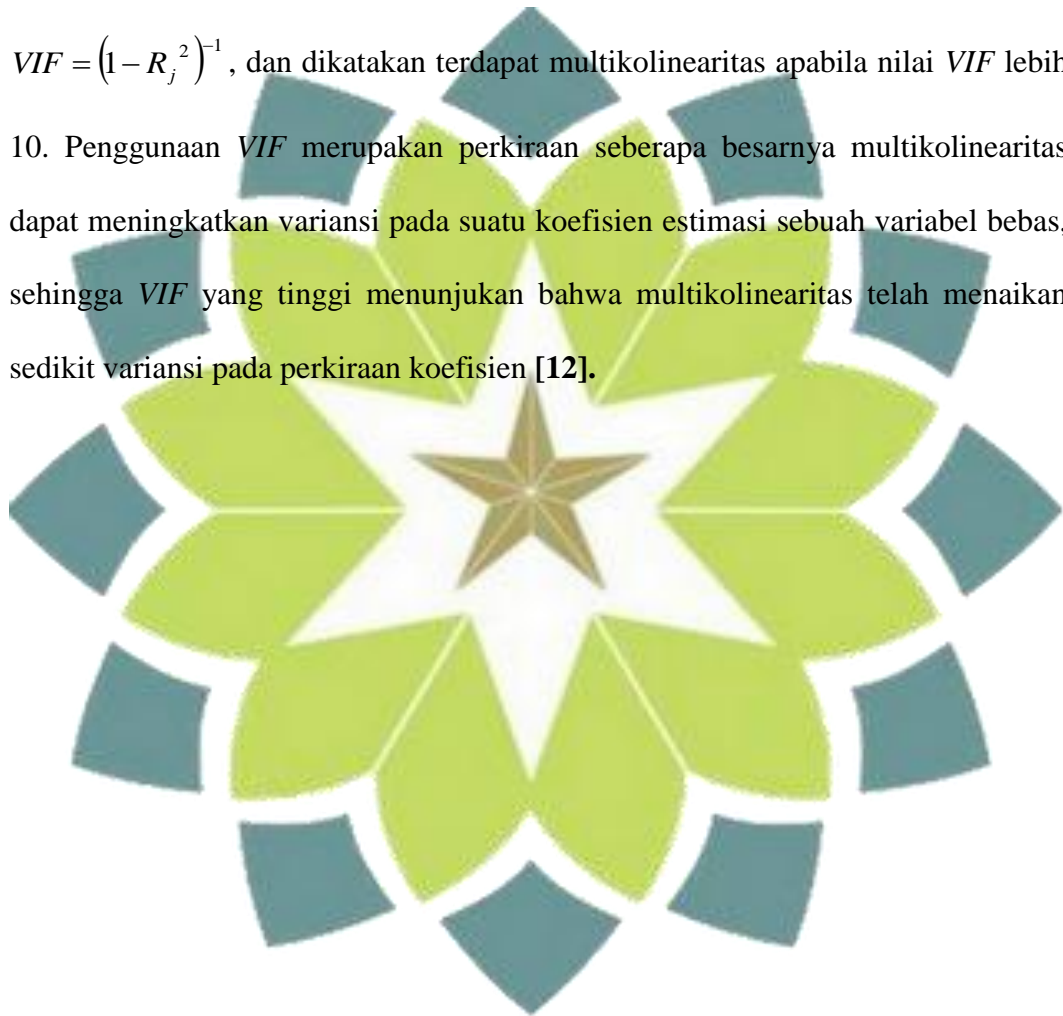 VIF = (1 − R_j²)⁻¹, dan dikatakan terdapat multikolinearitas apabila nilai VIF lebih
10. Penggunaan VIF merupakan perkiraan seberapa besarnya multikolinearitas
dapat meningkatkan variansi pada suatu koefisien estimasi sebuah variabel bebas,
sehingga VIF yang tinggi menunjukan bahwa multikolinearitas telah menaikan
sedikit variansi pada perkiraan koefisien [12].